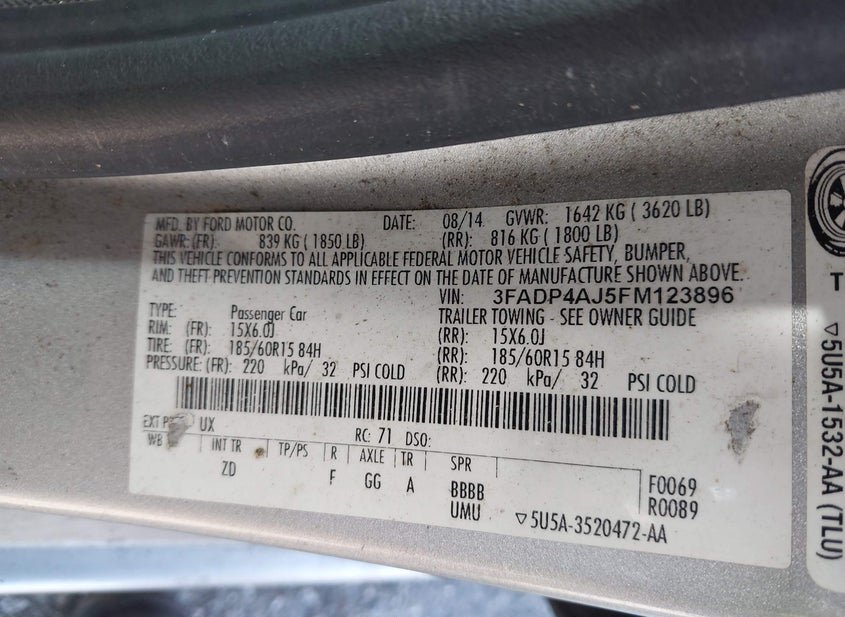 MFD. BY FORD MOTOR CO. DATE: 08/14 GVWR: 1642 KG ( 3620 LB)
GAWR: (FR): 839 KG ( 1850 LB) (RR): 816 KG ( 1800 LB)
THIS VEHICLE CONFORMS TO ALL APPLICABLE FEDERAL MOTOR VEHICLE SAFETY, BUMPER,
AND THEFT PREVENTION STANDARDS IN EFFECT ON THE DATE OF MANUFACTURE SHOWN ABOVE.
VIN: 3FADP4AJ5FM123896
TYPE: Passenger Car TRAILER TOWING - SEE OWNER GUIDE
RIM: (FR): 15X6.0J (RR): 15X6.0J
TIRE: (FR): 185/60R15 84H (RR): 185/60R15 84H
PRESSURE: (FR): 220 kPa/ 32 PSI COLD (RR): 220 kPa/ 32 PSI COLD
EXT UX RC: 71 DSO:
WB INT TR TP/PS R AXLE TR SPR
ZD F GG A BBBB F0069
UMU R0089
▽5U5A-3520472-AA
T
▽5U5A-1532-AA (TLU)